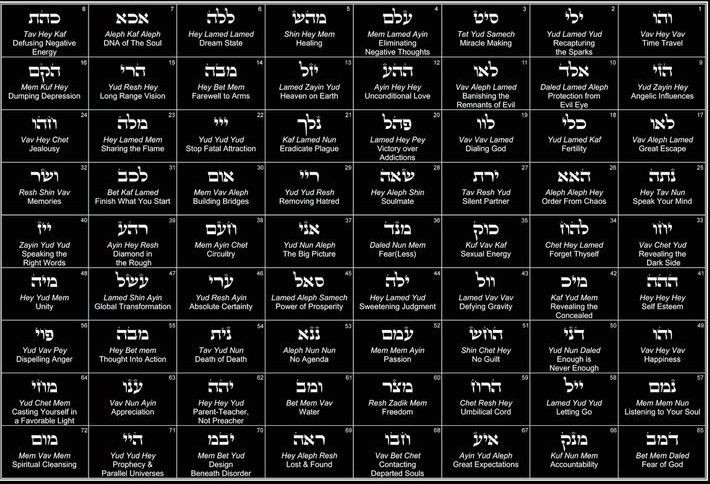 1
והו
Vav Hey Vav
Time Travel
2
ילי
Yud Lamed Yud
Recapturing
the Sparks
3
סיט
Tet Yud Samech
Miracle Making
4
עלם
Mem Lamed Ayin
Eliminating
Negative Thoughts
5
מהש
Shin Hey Mem
Healing
6
ללה
Hey Lamed Lamed
Dream State
7
אכא
Aleph Kaf Aleph
DNA of The Soul
8
כהת
Tav Hey Kaf
Defusing Negative
Energy
9
הזי
Yud Zayin Hey
Angelic Influences
10
אלד
Daled Lamed Aleph
Protection from
Evil Eye
11
לאו
Vav Aleph Lamed
Banishing the
Remnants of Evil
12
ההע
Ayin Hey Hey
Unconditional Love
13
יזל
Lamed Zayin Yud
Heaven on Earth
14
מבה
Hey Bet Mem
Farewell to Arms
15
הרי
Yud Resh Hey
Long Range Vision
16
הקם
Mem Kuf Hey
Dumping Depression
17
לאו
Vav Aleph Lamed
Great Escape
18
כלי
Yud Lamed Kaf
Fertility
19
לוו
Vav Vav Lamed
Dialing God
20
פהל
Lamed Hey Pey
Victory over
Addictions
21
נלך
Kaf Lamed Nun
Eradicate Plague
22
ייי
Yud Yud Yud
Stop Fatal Attraction
23
מלה
Hey Lamed Mem
Sharing the Flame
24
חהו
Vav Hey Chet
Jealousy
25
נתה
Hey Tav Nun
Speak Your Mind
26
האא
Aleph Aleph Hey
Order From Chaos
27
ירת
Tav Resh Yud
Silent Partner
28
שאה
Hey Aleph Shin
Soulmate
29
ריי
Yud Yud Resh
Removing Hatred
30
אום
Mem Vav Aleph
Building Bridges
31
לכב
Bet Kaf Lamed
Finish What You Start
32
ושר
Resh Shin Vav
Memories
33
יחו
Vav Chet Yud
Revealing the
Dark Side
34
להח
Chet Hey Lamed
Forget Thyself
35
כוק
Kuf Vav Kaf
Sexual Energy
36
מנד
Daled Nun Mem
Fear(Less)
37
אני
Yud Nun Aleph
The Big Picture
38
חעם
Mem Ayin Chet
Circuitry
39
רהע
Ayin Hey Resh
Diamond in
the Rough
40
ייז
Zayin Yud Yud
Speaking the
Right Words
41
ההה
Hey Hey Hey
Self Esteem
42
מיכ
Kaf Yud Mem
Revealing the
Concealed
43
וול
Lamed Vav Vav
Defying Gravity
44
ילה
Hey Lamed Yud
Sweetening Judgment
45
סאל
Lamed Aleph Samech
Power of Prosperity
46
ערי
Yud Resh Ayin
Absolute Certainty
47
עשל
Lamed Shin Ayin
Global Transformation
48
מיה
Hey Yud Mem
Unity
49
והו
Vav Hey Vav
Happiness
50
דני
Yud Nun Daled
Enough is
Never Enough
51
החש
Shin Chet Hey
No Guilt
52
עמם
Mem Mem Ayin
Passion
53
ננא
Aleph Nun Nun
No Agenda
54
נית
Tav Yud Nun
Death of Death
55
מבה
Hey Bet mem
Thought Into Action
56
פוי
Yud Vav Pey
Dispelling Anger
57
נמם
Mem Mem Nun
Listening to Your Soul
58
ייל
Lamed Yud Yud
Letting Go
59
הרח
Chet Resh Hey
Umbilical Cord
60
מצר
Resh Zadik Mem
Freedom
61
ומב
Bet Mem Vav
Water
62
יהה
Hey Hey Yud
Parent-Teacher,
Not Preacher
63
ענו
Vav Nun Ayin
Appreciation
64
מחי
Yud Chet Mem
Casting Yourself in
a Favorable Light
65
דמב
Bet Mem Daled
Fear of God
66
מנק
Kuf Nun Mem
Accountability
67
איע
Ayin Yud Aleph
Great Expectations
68
חבו
Vav Bet Chet
Contacting
Departed Souls
69
ראה
Hey Aleph Resh
Lost & Found
70
יבמ
Mem Bet Yud
Design
Beneath Disorder
71
היי
Yud Yud Hey
Prophecy &
Parallel Universes
72
מום
Mem Vav Mem
Spiritual Cleansing